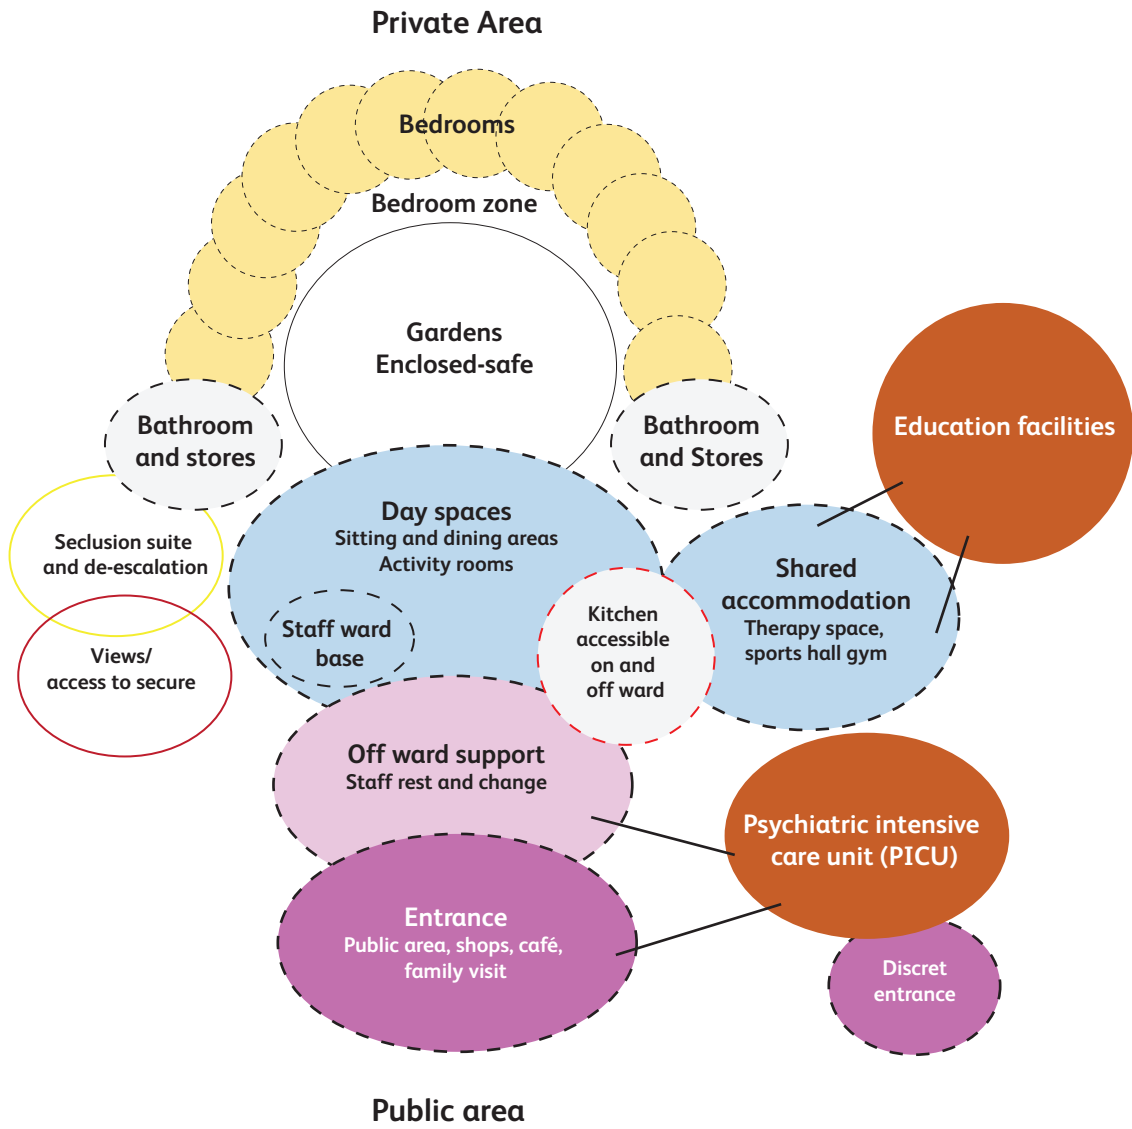 Private Area
Bedrooms
Bedroom zone
Gardens
Enclosed-safe
Bathroom
and stores
Bathroom
and Stores
Education facilities
Seclusion suite
and de-escalation
Views/
access to secure
Day spaces
Sitting and dining areas
Activity rooms
Staff ward
base
Kitchen
accessible
on and
off ward
Shared
accommodation
Therapy space,
sports hall gym
Off ward support
Staff rest and change
Psychiatric intensive
care unit (PICU)
Entrance
Public area, shops, café,
family visit
Discret
entrance
Public area